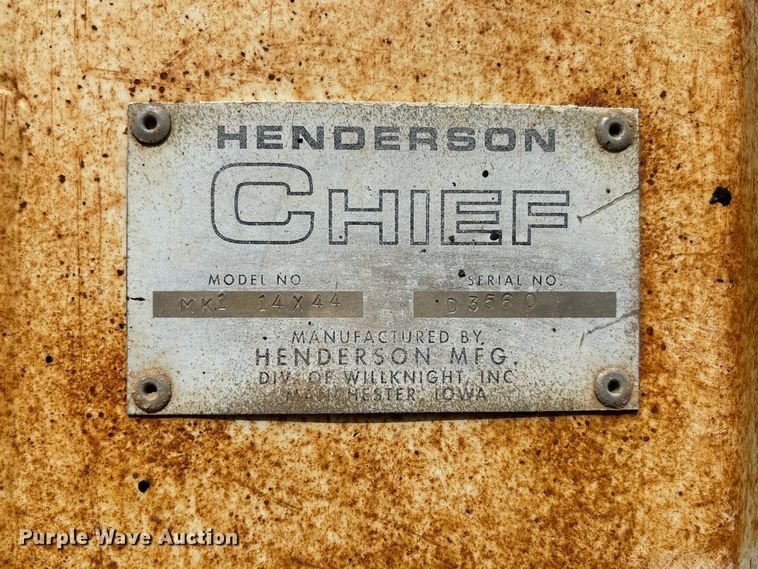 HENDERSON
CHIEF
MODEL NO. SERIAL NO.
MK1 14X44 D3560
MANUFACTURED BY
HENDERSON MFG.
DIV. OF WILLKNIGHT, INC
MANCHESTER, IOWA
Purple Wave Auction